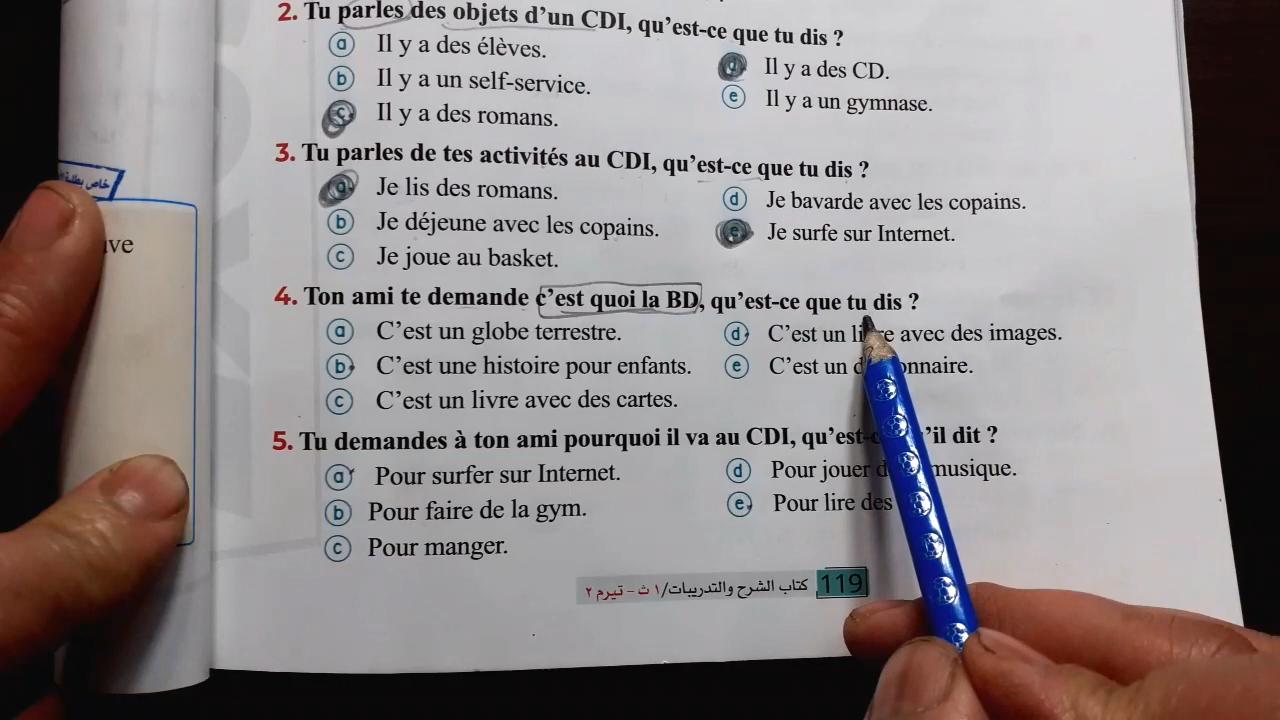 2. Tu parles des objets d'un CDI, qu'est-ce que tu dis ?
a Il y a des élèves.
b Il y a un self-service.
c Il y a des romans.
d Il y a des CD.
e Il y a un gymnase.
3. Tu parles de tes activités au CDI, qu'est-ce que tu dis ?
a Je lis des romans.
b Je déjeune avec les copains.
c Je joue au basket.
d Je bavarde avec les copains.
e Je surfe sur Internet.
4. Ton ami te demande c'est quoi la BD, qu'est-ce que tu dis ?
a C'est un globe terrestre.
b C'est une histoire pour enfants.
c C'est un livre avec des cartes.
d C'est un livre avec des images.
e C'est un
5. Tu demandes à ton ami pourquoi il va au CDI, qu'il dit ?
a Pour surfer sur Internet.
b Pour faire de la gym.
c Pour manger.
d Pour jouer musique.
e Pour lire des
خاص بطلبة
كتاب الشرح والتدريبات/١ ث - تيرم ٢ 119